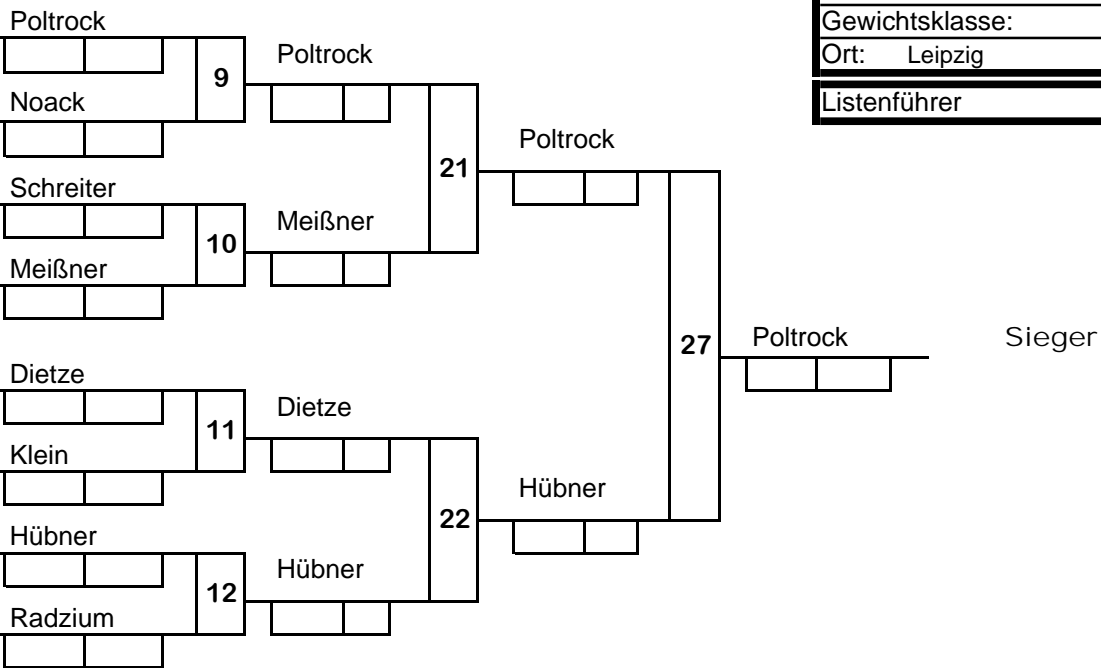 Gewichtsklasse:
Ort: Leipzig
Listenführer
Poltrock
Noack
9
Poltrock
Schreiter
Meißner
10
Meißner
21
Poltrock
Dietze
Klein
11
Dietze
Hübner
Radzium
12
Hübner
22
Hübner
27
Poltrock
Sieger